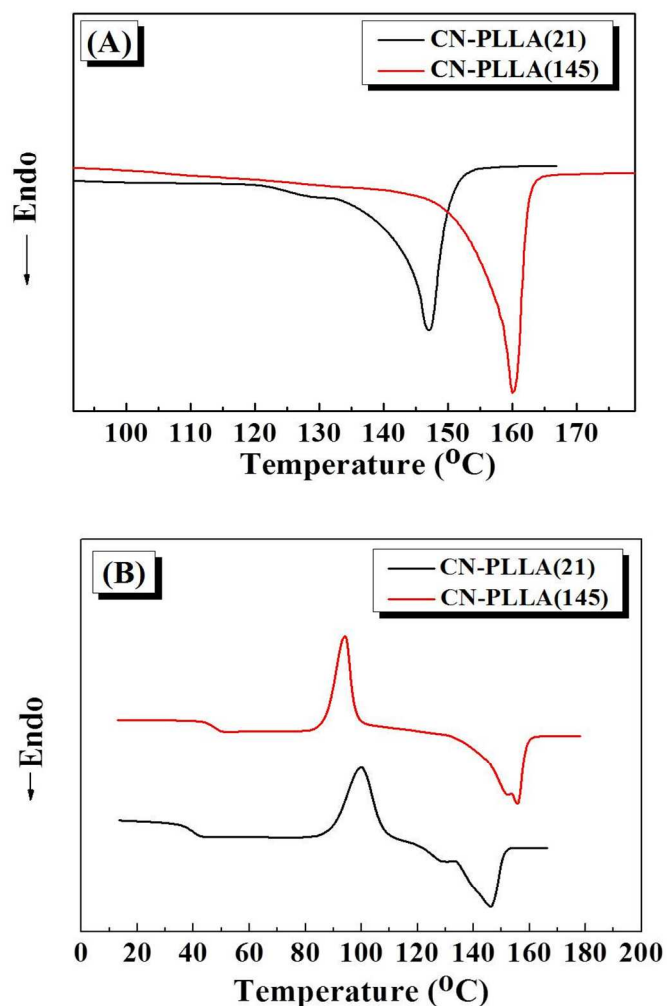 (A)
CN-PLLA(21)
CN-PLLA(145)
Endo
100 110 120 130 140 150 160 170
Temperature (°C)
(B)
CN-PLLA(21)
CN-PLLA(145)
Endo
0 20 40 60 80 100 120 140 160 180 200
Temperature (°C)